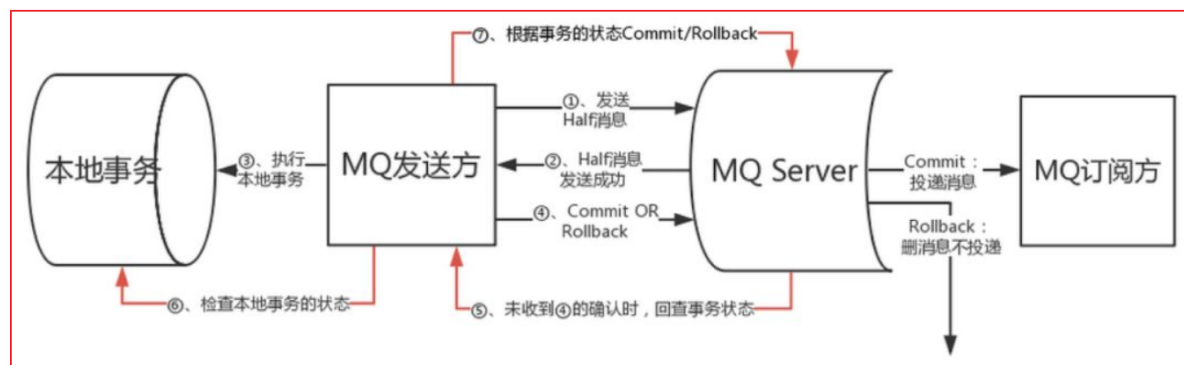 ⑦、根据事务的状态Commit/Rollback
①、发送
Half消息
本地事务
③、执行
本地事务
MQ发送方
②、Half消息
发送成功
MQ Server
Commit：
投递消息
MQ订阅方
④、Commit OR
Rollback
Rollback：
删消息不投递
⑥、检查本地事务的状态
⑤、未收到④的确认时，回查事务状态